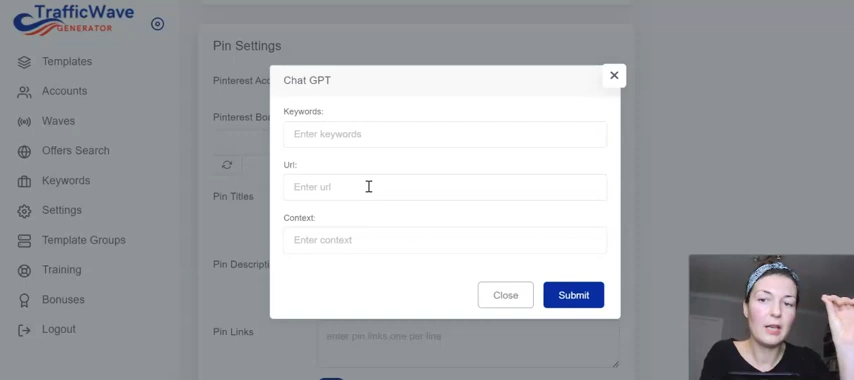 TrafficWave
GENERATOR
Templates
Accounts
Waves
Offers Search
Keywords
Settings
Template Groups
Training
Bonuses
Logout
Pin Settings
Pinterest Acc
Pinterest Boa
Pin Titles
Pin Descripti
Pin Links
enter pin links one per line
Chat GPT
Keywords:
Enter keywords
Url:
Enter url
Context:
Enter context
Close
Submit